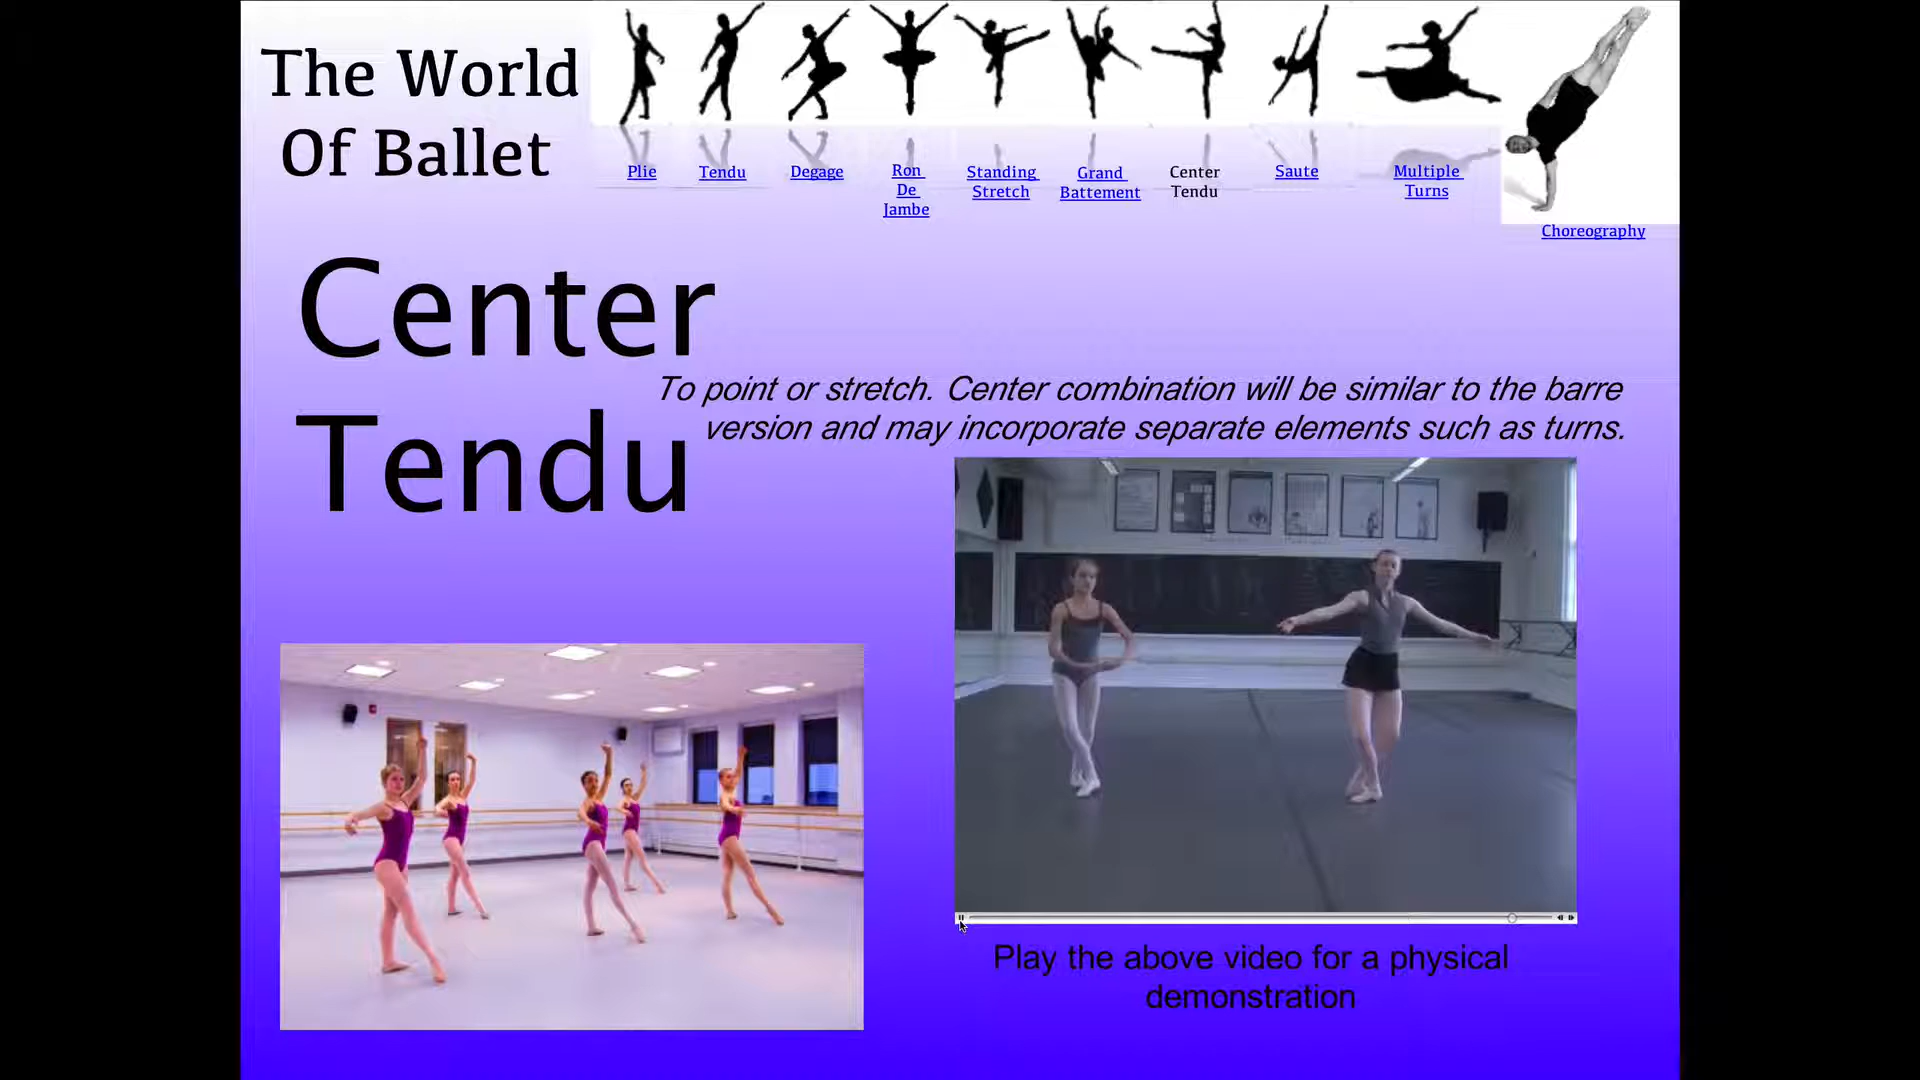 The World
Of Ballet
Plie
Tendu
Degage
Ron
De
Jambe
Standing
Stretch
Grand
Battement
Center
Tendu
Saute
Multiple
Turns
Choreography
Center
Tendu
To point or stretch. Center combination will be similar to the barre
version and may incorporate separate elements such as turns.
Play the above video for a physical
demonstration